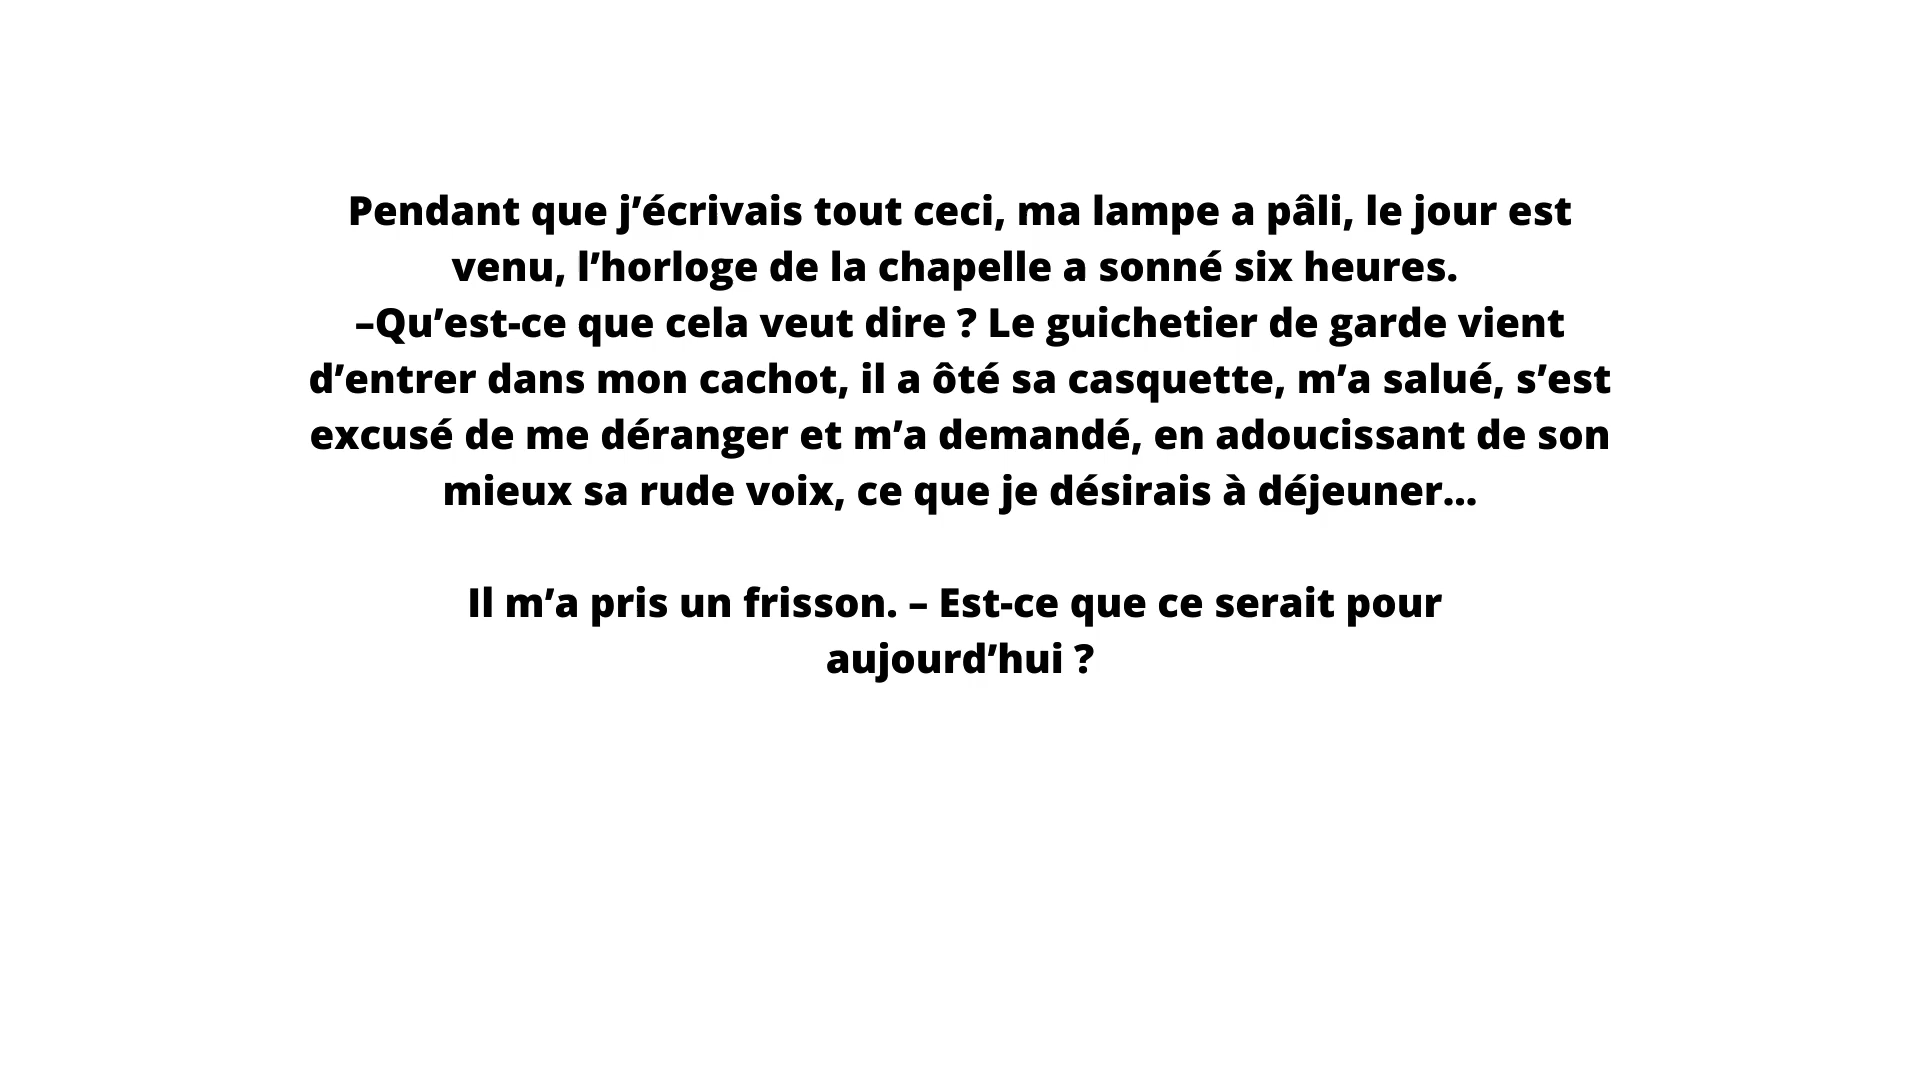 Pendant que j’écrivais tout ceci, ma lampe a pâli, le jour est
venu, l’horloge de la chapelle a sonné six heures.
–Qu’est-ce que cela veut dire ? Le guichetier de garde vient
d’entrer dans mon cachot, il a ôté sa casquette, m’a salué, s’est
excusé de me déranger et m’a demandé, en adoucissant de son
mieux sa rude voix, ce que je désirais à déjeuner...
Il m’a pris un frisson. – Est-ce que ce serait pour
aujourd’hui ?